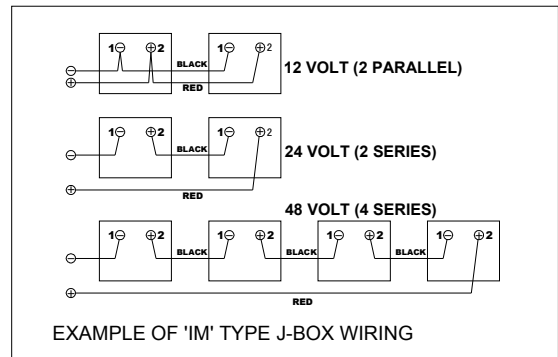 1⊖ ⊕2 1⊖ ⊕2
⊖ BLACK 12 VOLT (2 PARALLEL)
⊕ RED
1⊖ ⊕2 1⊖ ⊕2
⊖ BLACK 24 VOLT (2 SERIES)
⊕ RED
48 VOLT (4 SERIES)
1⊖ ⊕2 1⊖ ⊕2 1⊖ ⊕2 1⊖ ⊕2
⊖ BLACK BLACK BLACK
⊕ RED
EXAMPLE OF 'IM' TYPE J-BOX WIRING